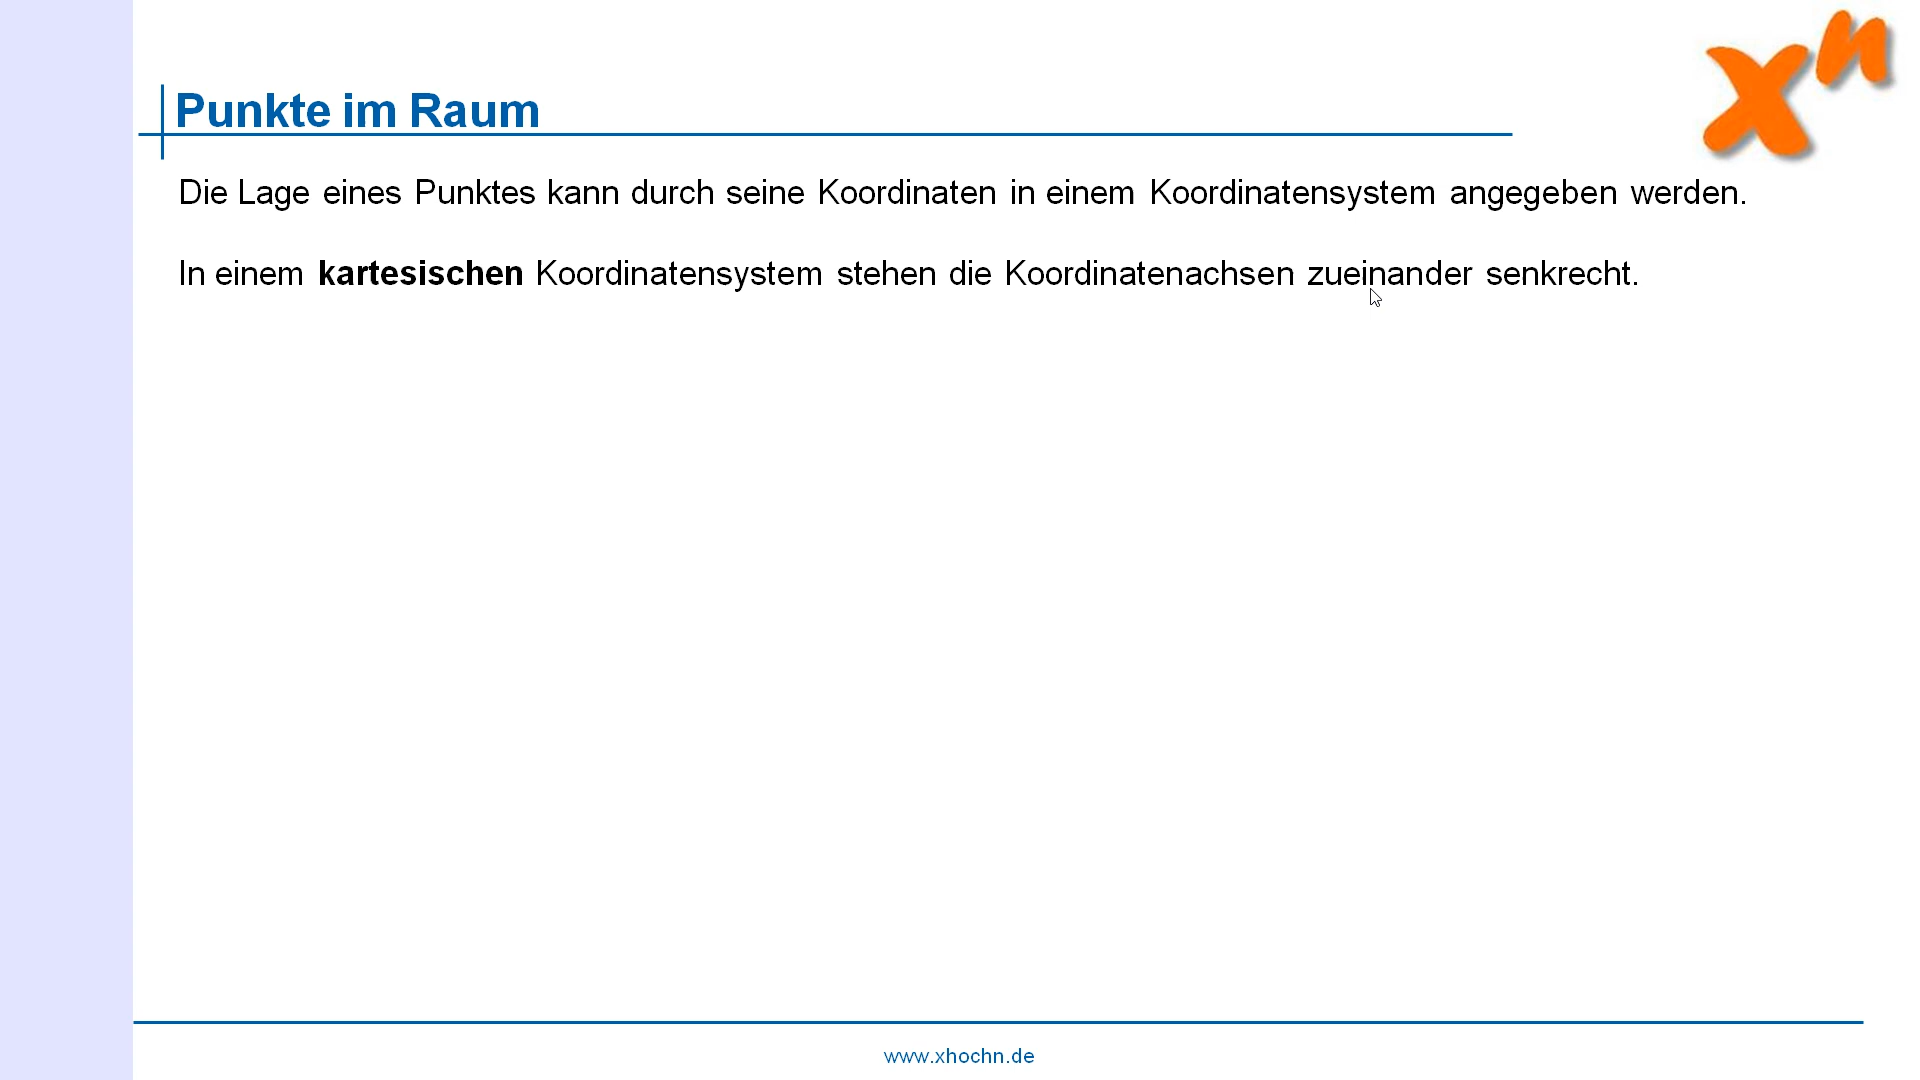 xⁿ
Punkte im Raum
Die Lage eines Punktes kann durch seine Koordinaten in einem Koordinatensystem angegeben werden.
In einem kartesischen Koordinatensystem stehen die Koordinatenachsen zueinander senkrecht.
www.xhochn.de